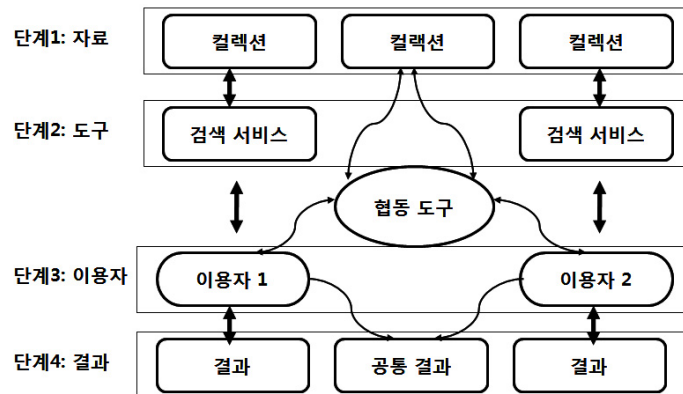 단계1: 자료
컬렉션
컬랙션
컬렉션
단계2: 도구
검색 서비스
검색 서비스
협동 도구
단계3: 이용자
이용자 1
이용자 2
단계4: 결과
결과
공통 결과
결과